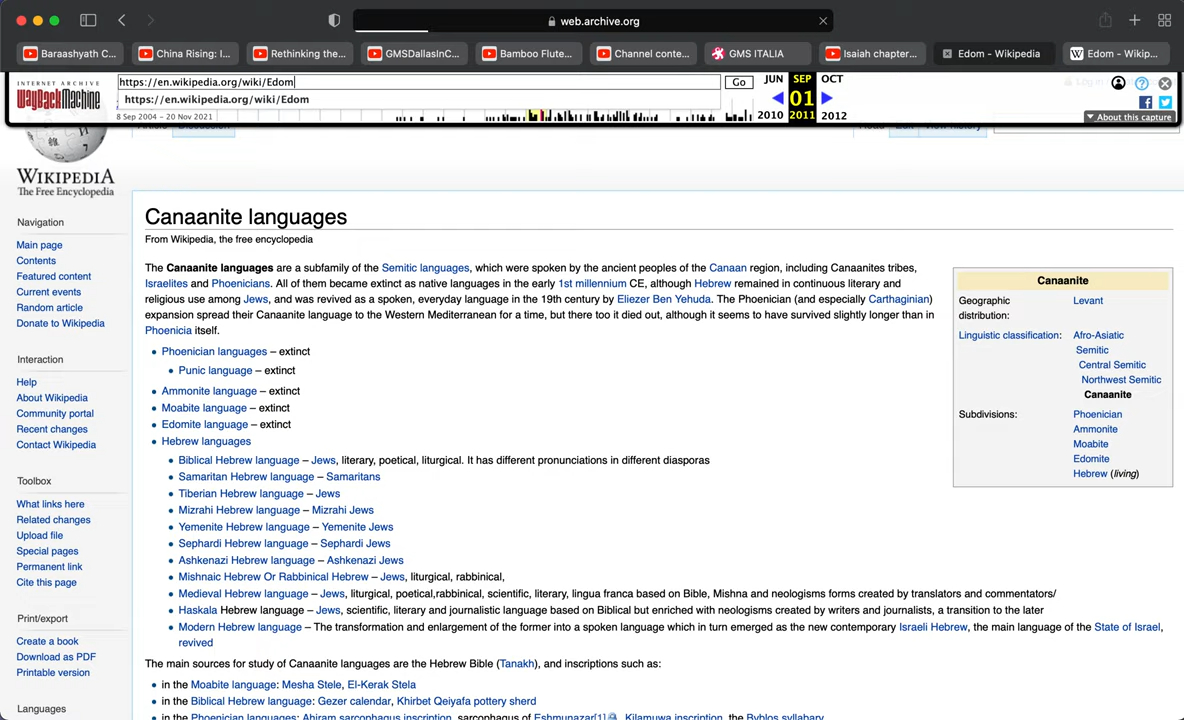 web.archive.org
Baraashyath C...
China Rising: I...
Rethinking the...
GMSDallasInC...
Bamboo Flute...
Channel conte...
GMS ITALIA
Isaiah chapter...
Edom - Wikipedia
Edom - Wikip...
INTERNET ARCHIVE
WayBackMachine
https://en.wikipedia.org/wiki/Edom
Go
JUN SEP OCT
https://en.wikipedia.org/wiki/Edom
01
8 Sep 2004 – 20 Nov 2021
2010 2011 2012
About this capture
WIKIPEDIA
The Free Encyclopedia
Navigation
Main page
Contents
Featured content
Current events
Random article
Donate to Wikipedia
Interaction
Help
About Wikipedia
Community portal
Recent changes
Contact Wikipedia
Toolbox
What links here
Related changes
Upload file
Special pages
Permanent link
Cite this page
Print/export
Create a book
Download as PDF
Printable version
Languages
Canaanite languages
From Wikipedia, the free encyclopedia
The Canaanite languages are a subfamily of the Semitic languages, which were spoken by the ancient peoples of the Canaan region, including Canaanites tribes,
Israelites and Phoenicians. All of them became extinct as native languages in the early 1st millennium CE, although Hebrew remained in continuous literary and
religious use among Jews, and was revived as a spoken, everyday language in the 19th century by Eliezer Ben Yehuda. The Phoenician (and especially Carthaginian)
expansion spread their Canaanite language to the Western Mediterranean for a time, but there too it died out, although it seems to have survived slightly longer than in
Phoenicia itself.
Phoenician languages – extinct
Punic language – extinct
Ammonite language – extinct
Moabite language – extinct
Edomite language – extinct
Hebrew languages
Biblical Hebrew language – Jews, literary, poetical, liturgical. It has different pronunciations in different diasporas
Samaritan Hebrew language – Samaritans
Tiberian Hebrew language – Jews
Mizrahi Hebrew language – Mizrahi Jews
Yemenite Hebrew language – Yemenite Jews
Sephardi Hebrew language – Sephardi Jews
Ashkenazi Hebrew language – Ashkenazi Jews
Mishnaic Hebrew Or Rabbinical Hebrew – Jews, liturgical, rabbinical,
Medieval Hebrew language – Jews, liturgical, poetical,rabbinical, scientific, literary, lingua franca based on Bible, Mishna and neologisms forms created by translators and commentators/
Haskala Hebrew language – Jews, scientific, literary and journalistic language based on Biblical but enriched with neologisms created by writers and journalists, a transition to the later
Modern Hebrew language – The transformation and enlargement of the former into a spoken language which in turn emerged as the new contemporary Israeli Hebrew, the main language of the State of Israel,
revived
The main sources for study of Canaanite languages are the Hebrew Bible (Tanakh), and inscriptions such as:
in the Moabite language: Mesha Stele, El-Kerak Stela
in the Biblical Hebrew language: Gezer calendar, Khirbet Qeiyafa pottery sherd
in the Phoenician languages: Ahiram sarcophagus inscription, sarcophagus of Eshmunazar[1], Kilamuwa inscription, the Byblos syllabary
Canaanite
Geographic distribution: Levant
Linguistic classification: Afro-Asiatic
Semitic
Central Semitic
Northwest Semitic
Canaanite
Subdivisions:
Phoenician
Ammonite
Moabite
Edomite
Hebrew (living)